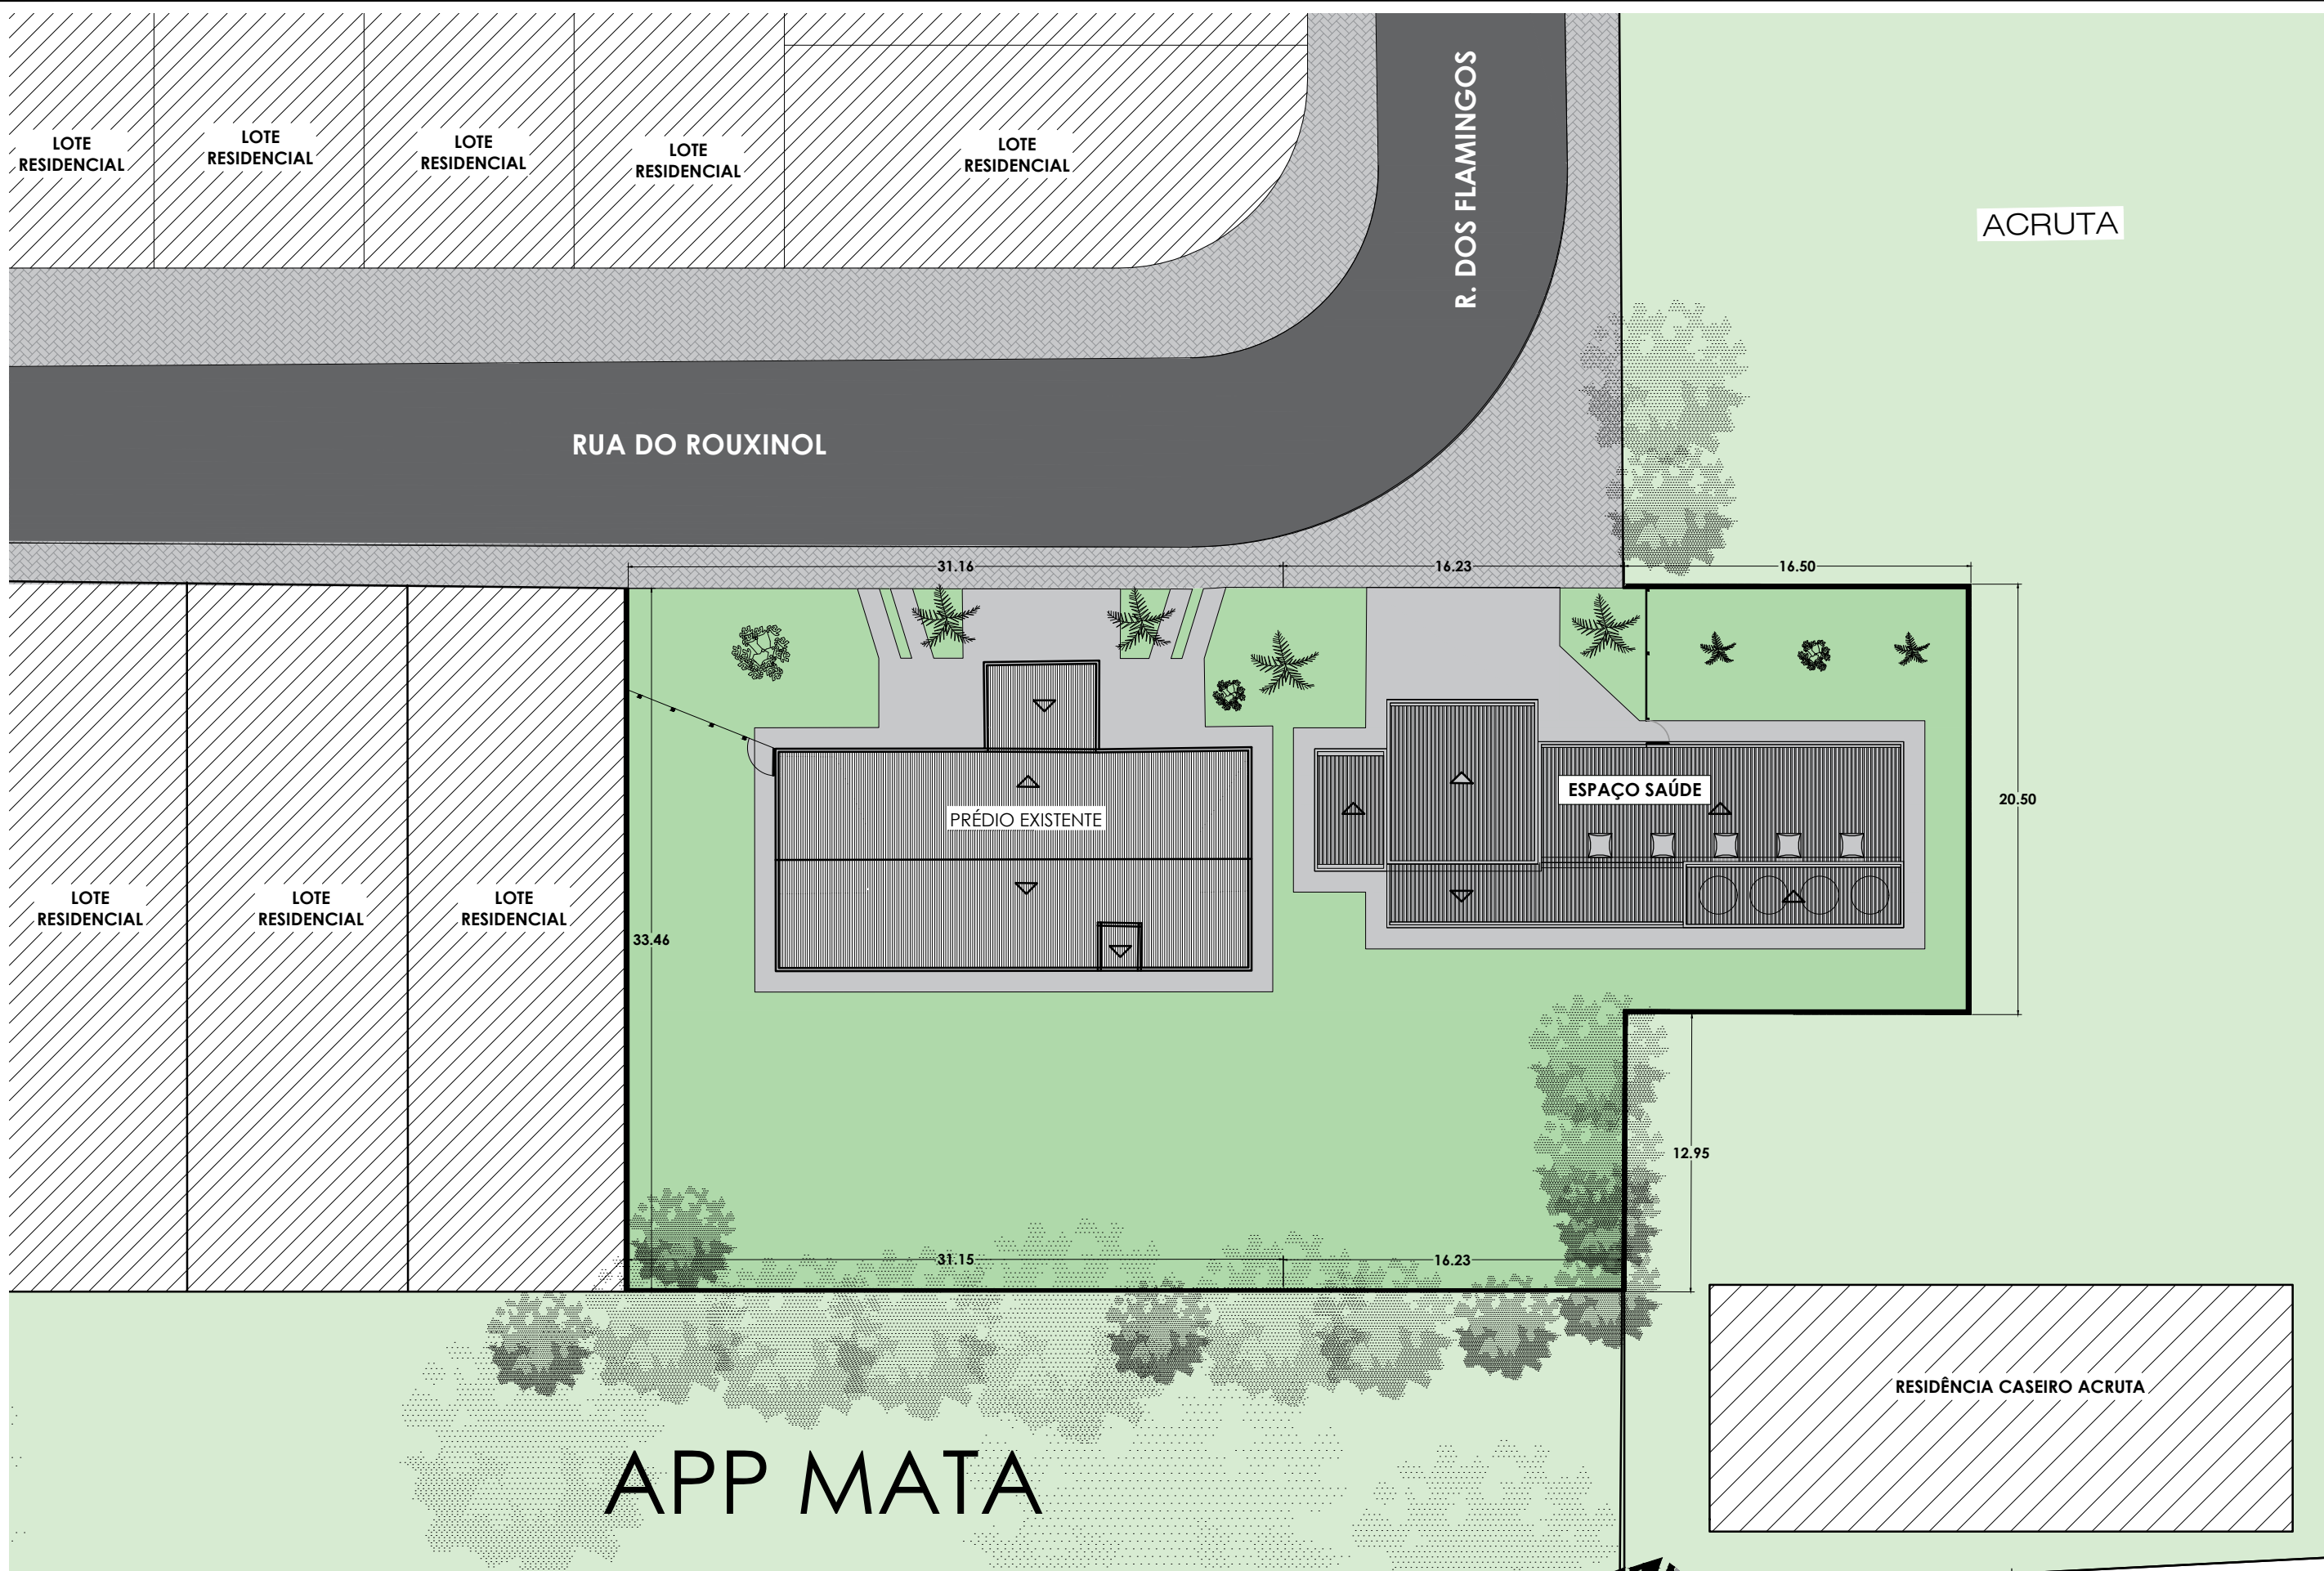 LOTE
RESIDENCIAL
LOTE
RESIDENCIAL
LOTE
RESIDENCIAL
LOTE
RESIDENCIAL
LOTE
RESIDENCIAL
R. DOS FLAMINGOS
ACRUTA
RUA DO ROUXINOL
31.16
16.23
16.50
ESPAÇO SAÚDE
20.50
PRÉDIO EXISTENTE
LOTE
RESIDENCIAL
LOTE
RESIDENCIAL
LOTE
RESIDENCIAL
33.46
12.95
31.15
16.23
RESIDÊNCIA CASEIRO ACRUTA
APP MATA